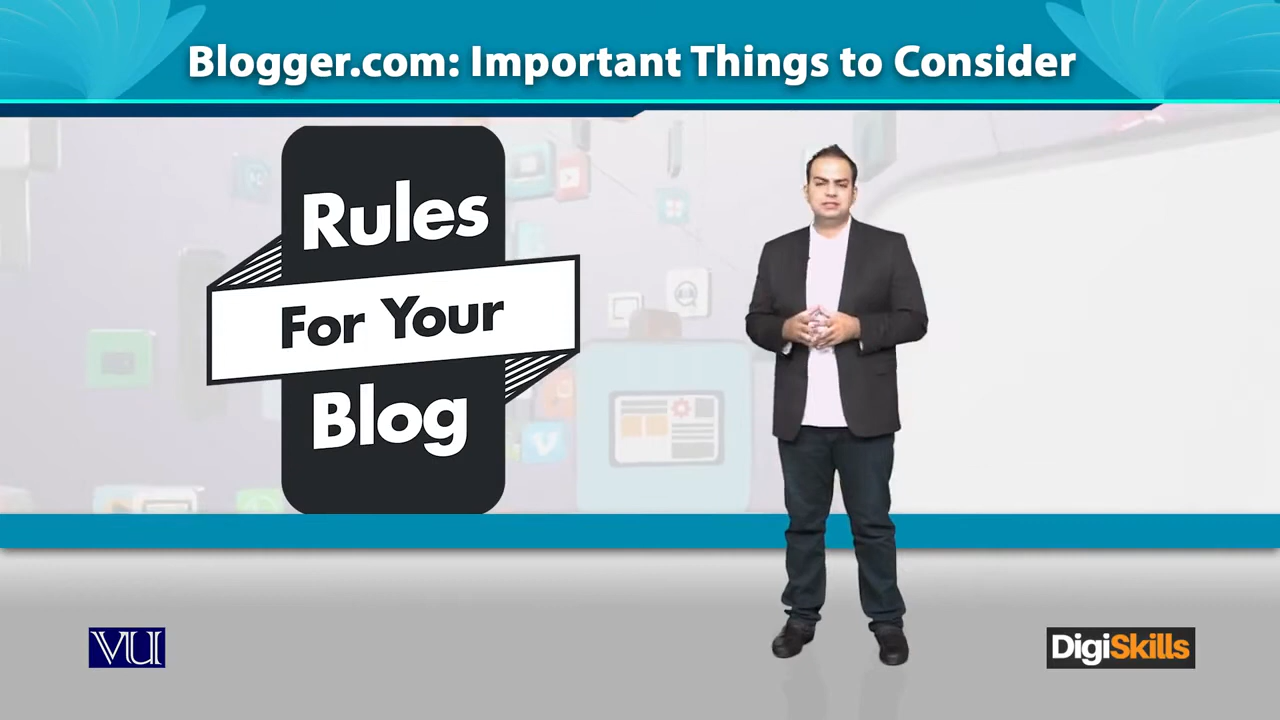 Blogger.com: Important Things to Consider
Rules
For Your
Blog
VU
DigiSkills